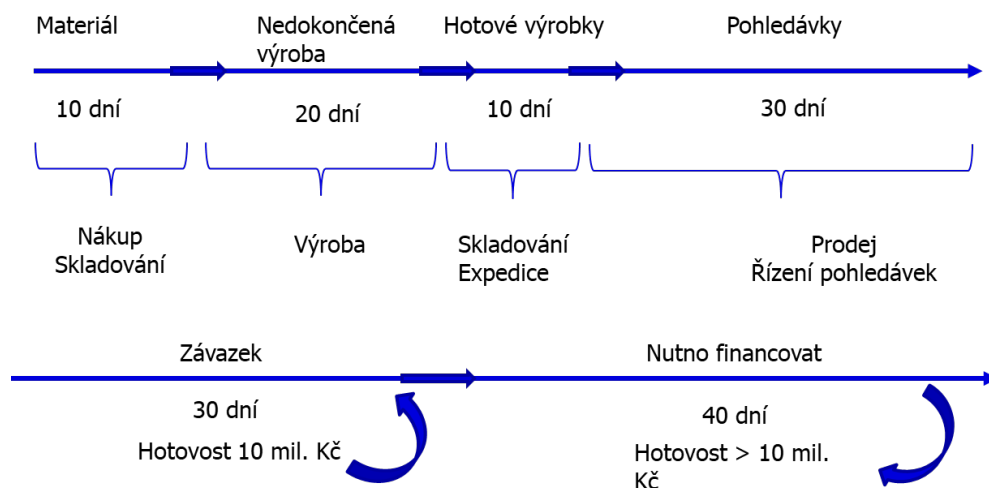 Materiál
Nedokončená
výroba
Hotové výrobky
Pohledávky
10 dní
20 dní
10 dní
30 dní
Nákup
Skladování
Výroba
Skladování
Expedice
Prodej
Řízení pohledávek
Závazek
Nutno financovat
30 dní
40 dní
Hotovost 10 mil. Kč
Hotovost > 10 mil.
Kč